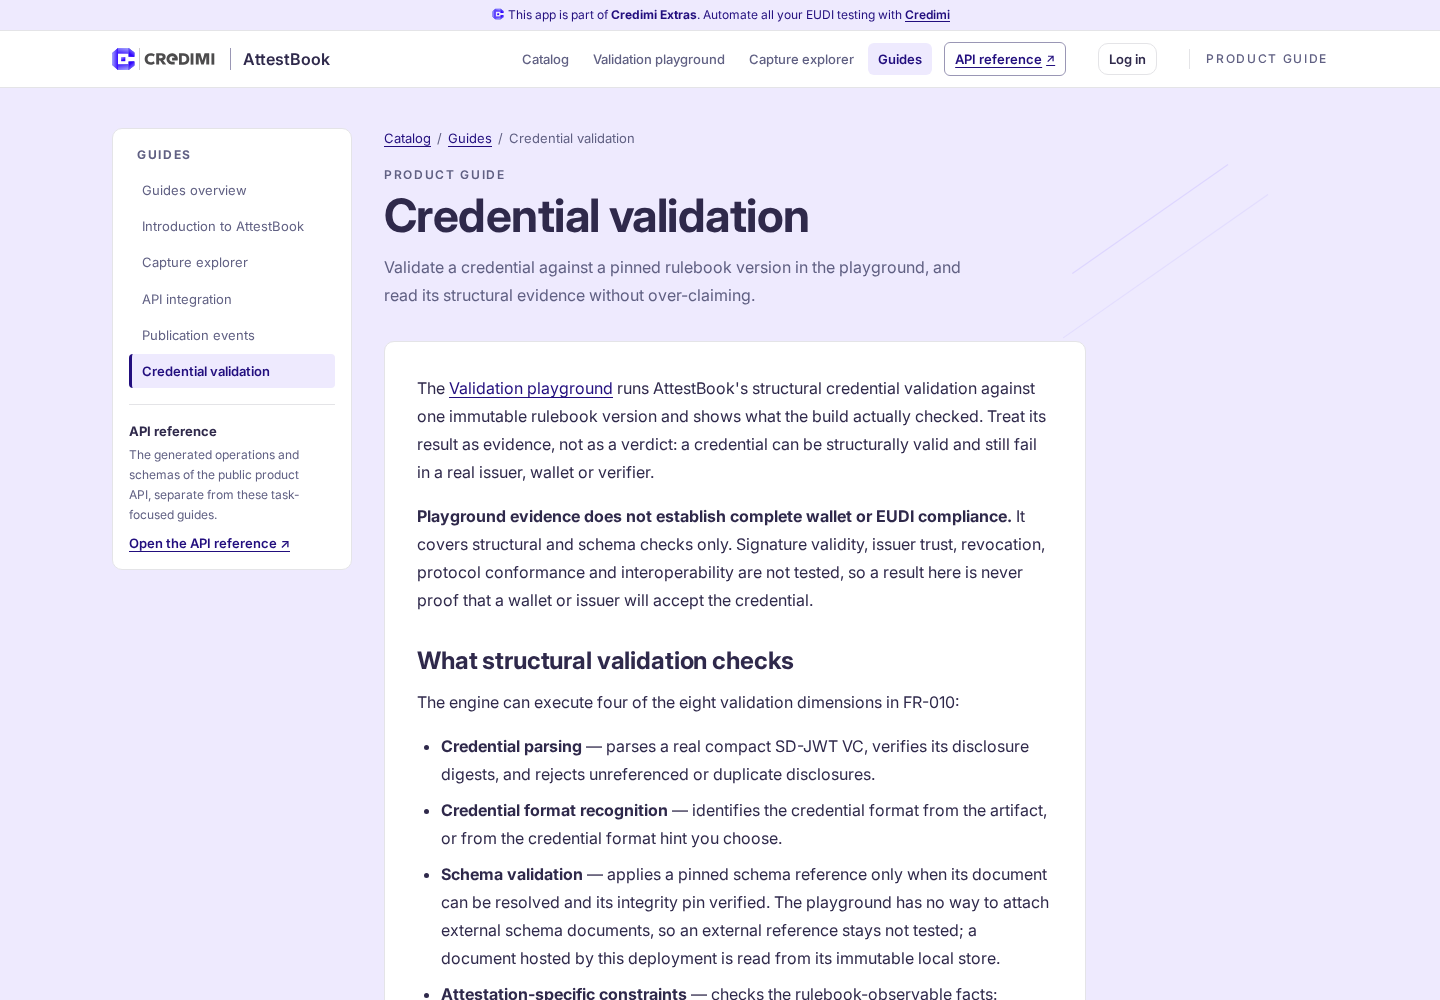 This app is part of Credimi Extras. Automate all your EUDI testing with Credimi
CREDIMI AttestBook
Catalog Validation playground Capture explorer Guides API reference ↗ Log in PRODUCT GUIDE
GUIDES
Guides overview
Introduction to AttestBook
Capture explorer
API integration
Publication events
Credential validation
API reference
The generated operations and
schemas of the public product
API, separate from these task-
focused guides.
Open the API reference ↗
Catalog / Guides / Credential validation
PRODUCT GUIDE
Credential validation
Validate a credential against a pinned rulebook version in the playground, and
read its structural evidence without over-claiming.
The Validation playground runs AttestBook's structural credential validation against
one immutable rulebook version and shows what the build actually checked. Treat its
result as evidence, not as a verdict: a credential can be structurally valid and still fail
in a real issuer, wallet or verifier.
Playground evidence does not establish complete wallet or EUDI compliance. It
covers structural and schema checks only. Signature validity, issuer trust, revocation,
protocol conformance and interoperability are not tested, so a result here is never
proof that a wallet or issuer will accept the credential.
What structural validation checks
The engine can execute four of the eight validation dimensions in FR-010:
• Credential parsing — parses a real compact SD-JWT VC, verifies its disclosure
digests, and rejects unreferenced or duplicate disclosures.
• Credential format recognition — identifies the credential format from the artifact,
or from the credential format hint you choose.
• Schema validation — applies a pinned schema reference only when its document
can be resolved and its integrity pin verified. The playground has no way to attach
external schema documents, so an external reference stays not tested; a
document hosted by this deployment is read from its immutable local store.
• Attestation-specific constraints — checks the rulebook-observable facts: